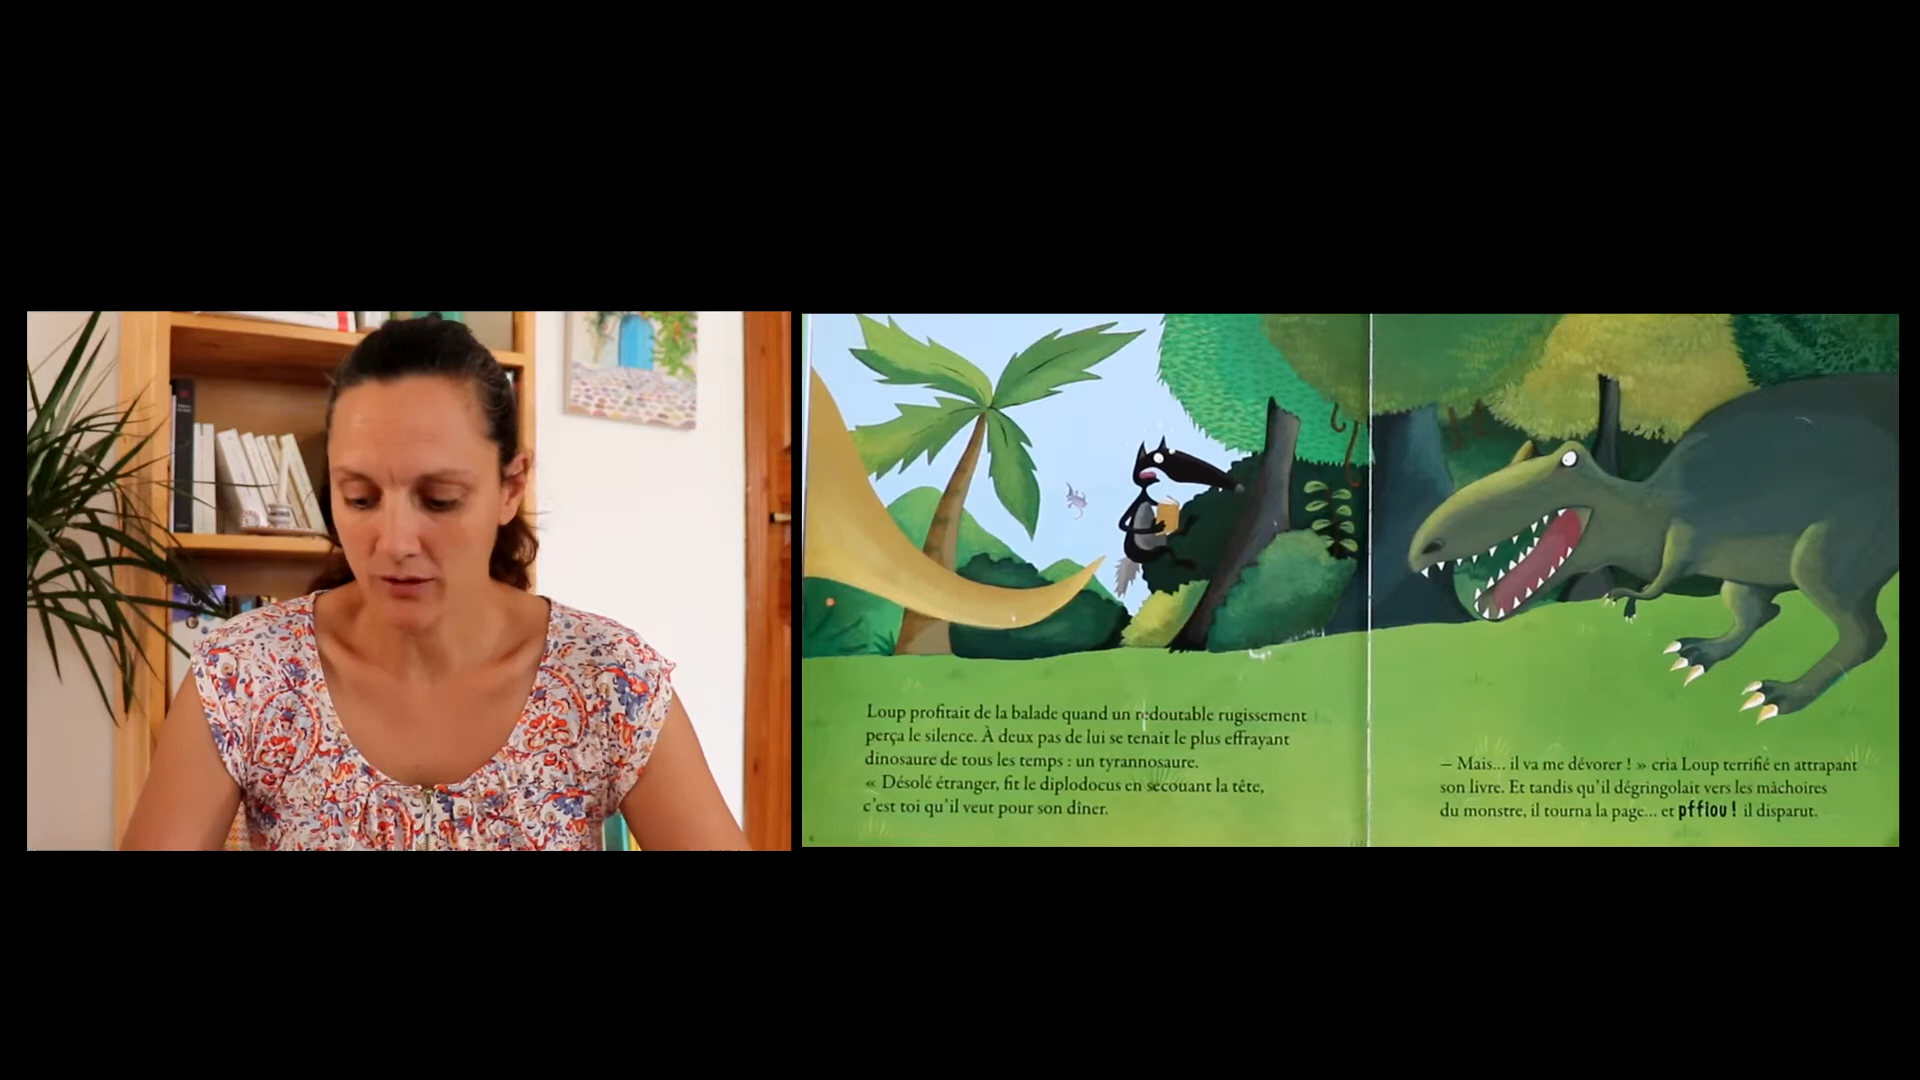 Loup profitait de la balade quand un redoutable rugissement
perça le silence. À deux pas de lui se tenait le plus effrayant
dinosaure de tous les temps : un tyrannosaure.
« Désolé étranger, fit le diplodocus en secouant la tête,
c'est toi qu'il veut pour son dîner.
– Mais... il va me dévorer ! » cria Loup terrifié en attrapant
son livre. Et tandis qu'il dégringolait vers les mâchoires
du monstre, il tourna la page... et pffiou ! il disparut.